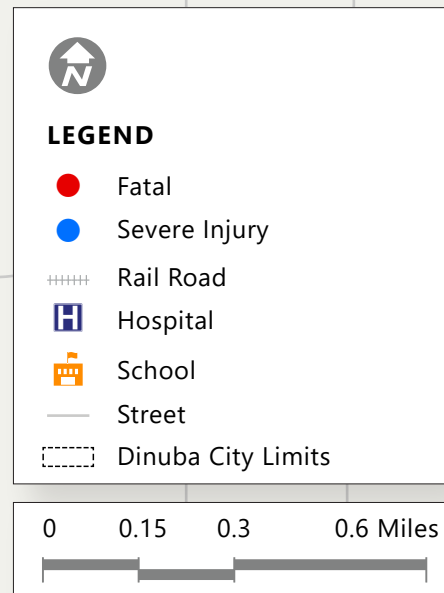 N
LEGEND
Fatal
Severe Injury
Rail Road
H Hospital
School
Street
Dinuba City Limits
0 0.15 0.3 0.6 Miles